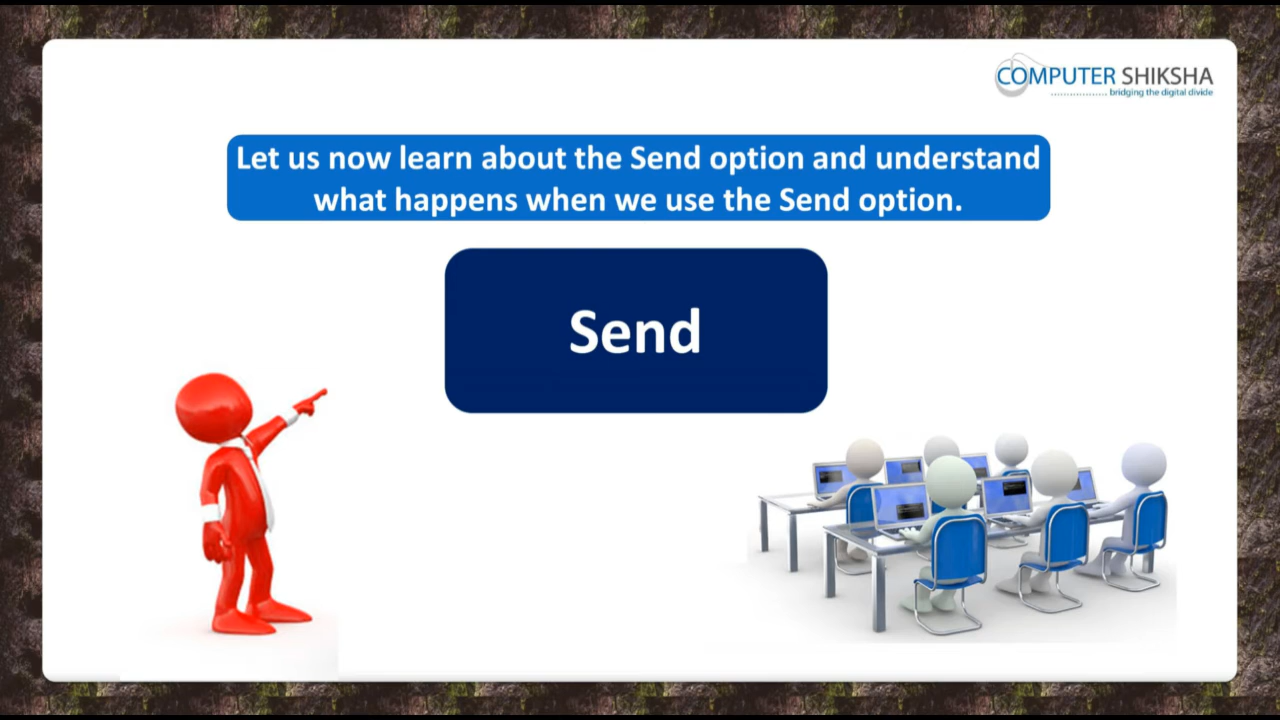 COMPUTER SHIKSHA
bridging the digital divide
Let us now learn about the Send option and understand
what happens when we use the Send option.
Send